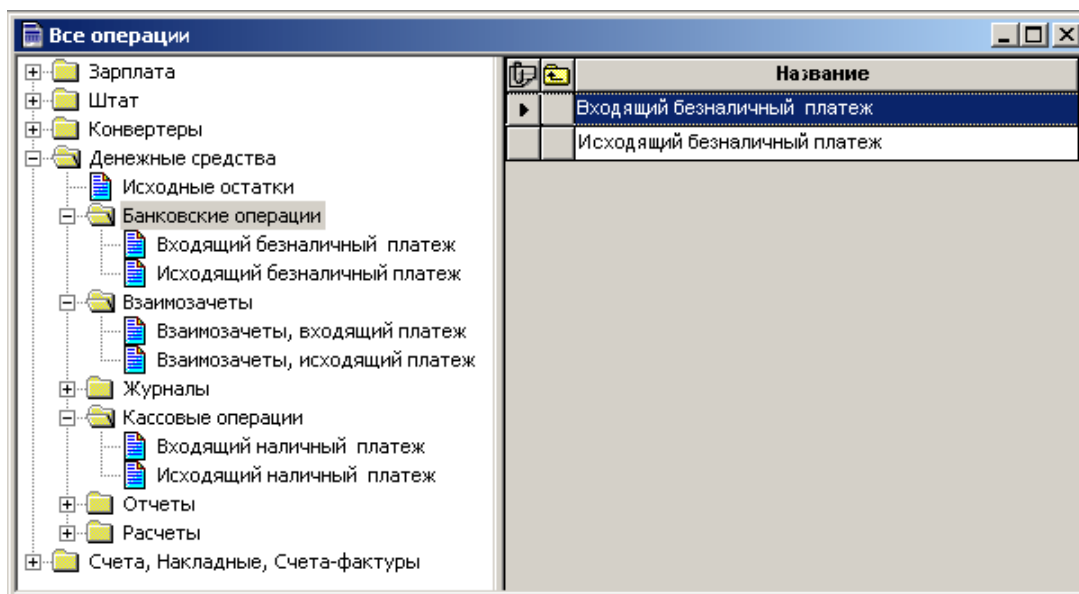 Все операции
Зарплата
Штат
Конвертеры
Денежные средства
Исходные остатки
Банковские операции
Входящий безналичный платеж
Исходящий безналичный платеж
Взаимозачеты
Взаимозачеты, входящий платеж
Взаимозачеты, исходящий платеж
Журналы
Кассовые операции
Входящий наличный платеж
Исходящий наличный платеж
Отчеты
Расчеты
Счета, Накладные, Счета-фактуры
Название
Входящий безналичный платеж
Исходящий безналичный платеж